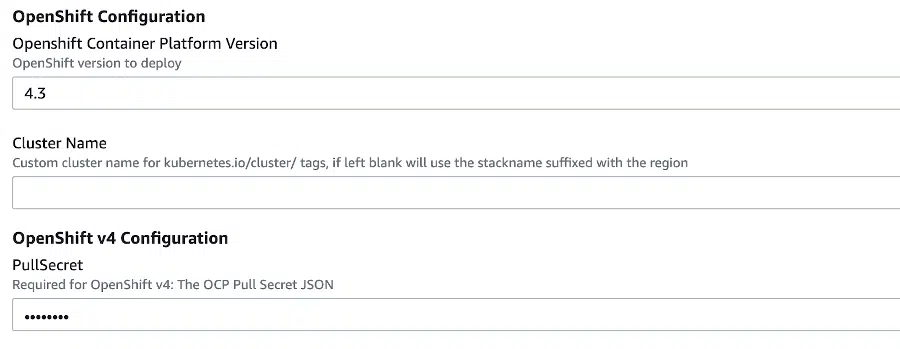 OpenShift Configuration
Openshift Container Platform Version
OpenShift version to deploy
4.3
Cluster Name
Custom cluster name for kubernetes.io/cluster/ tags, if left blank will use the stackname suffixed with the region
OpenShift v4 Configuration
PullSecret
Required for OpenShift v4: The OCP Pull Secret JSON
••••••••